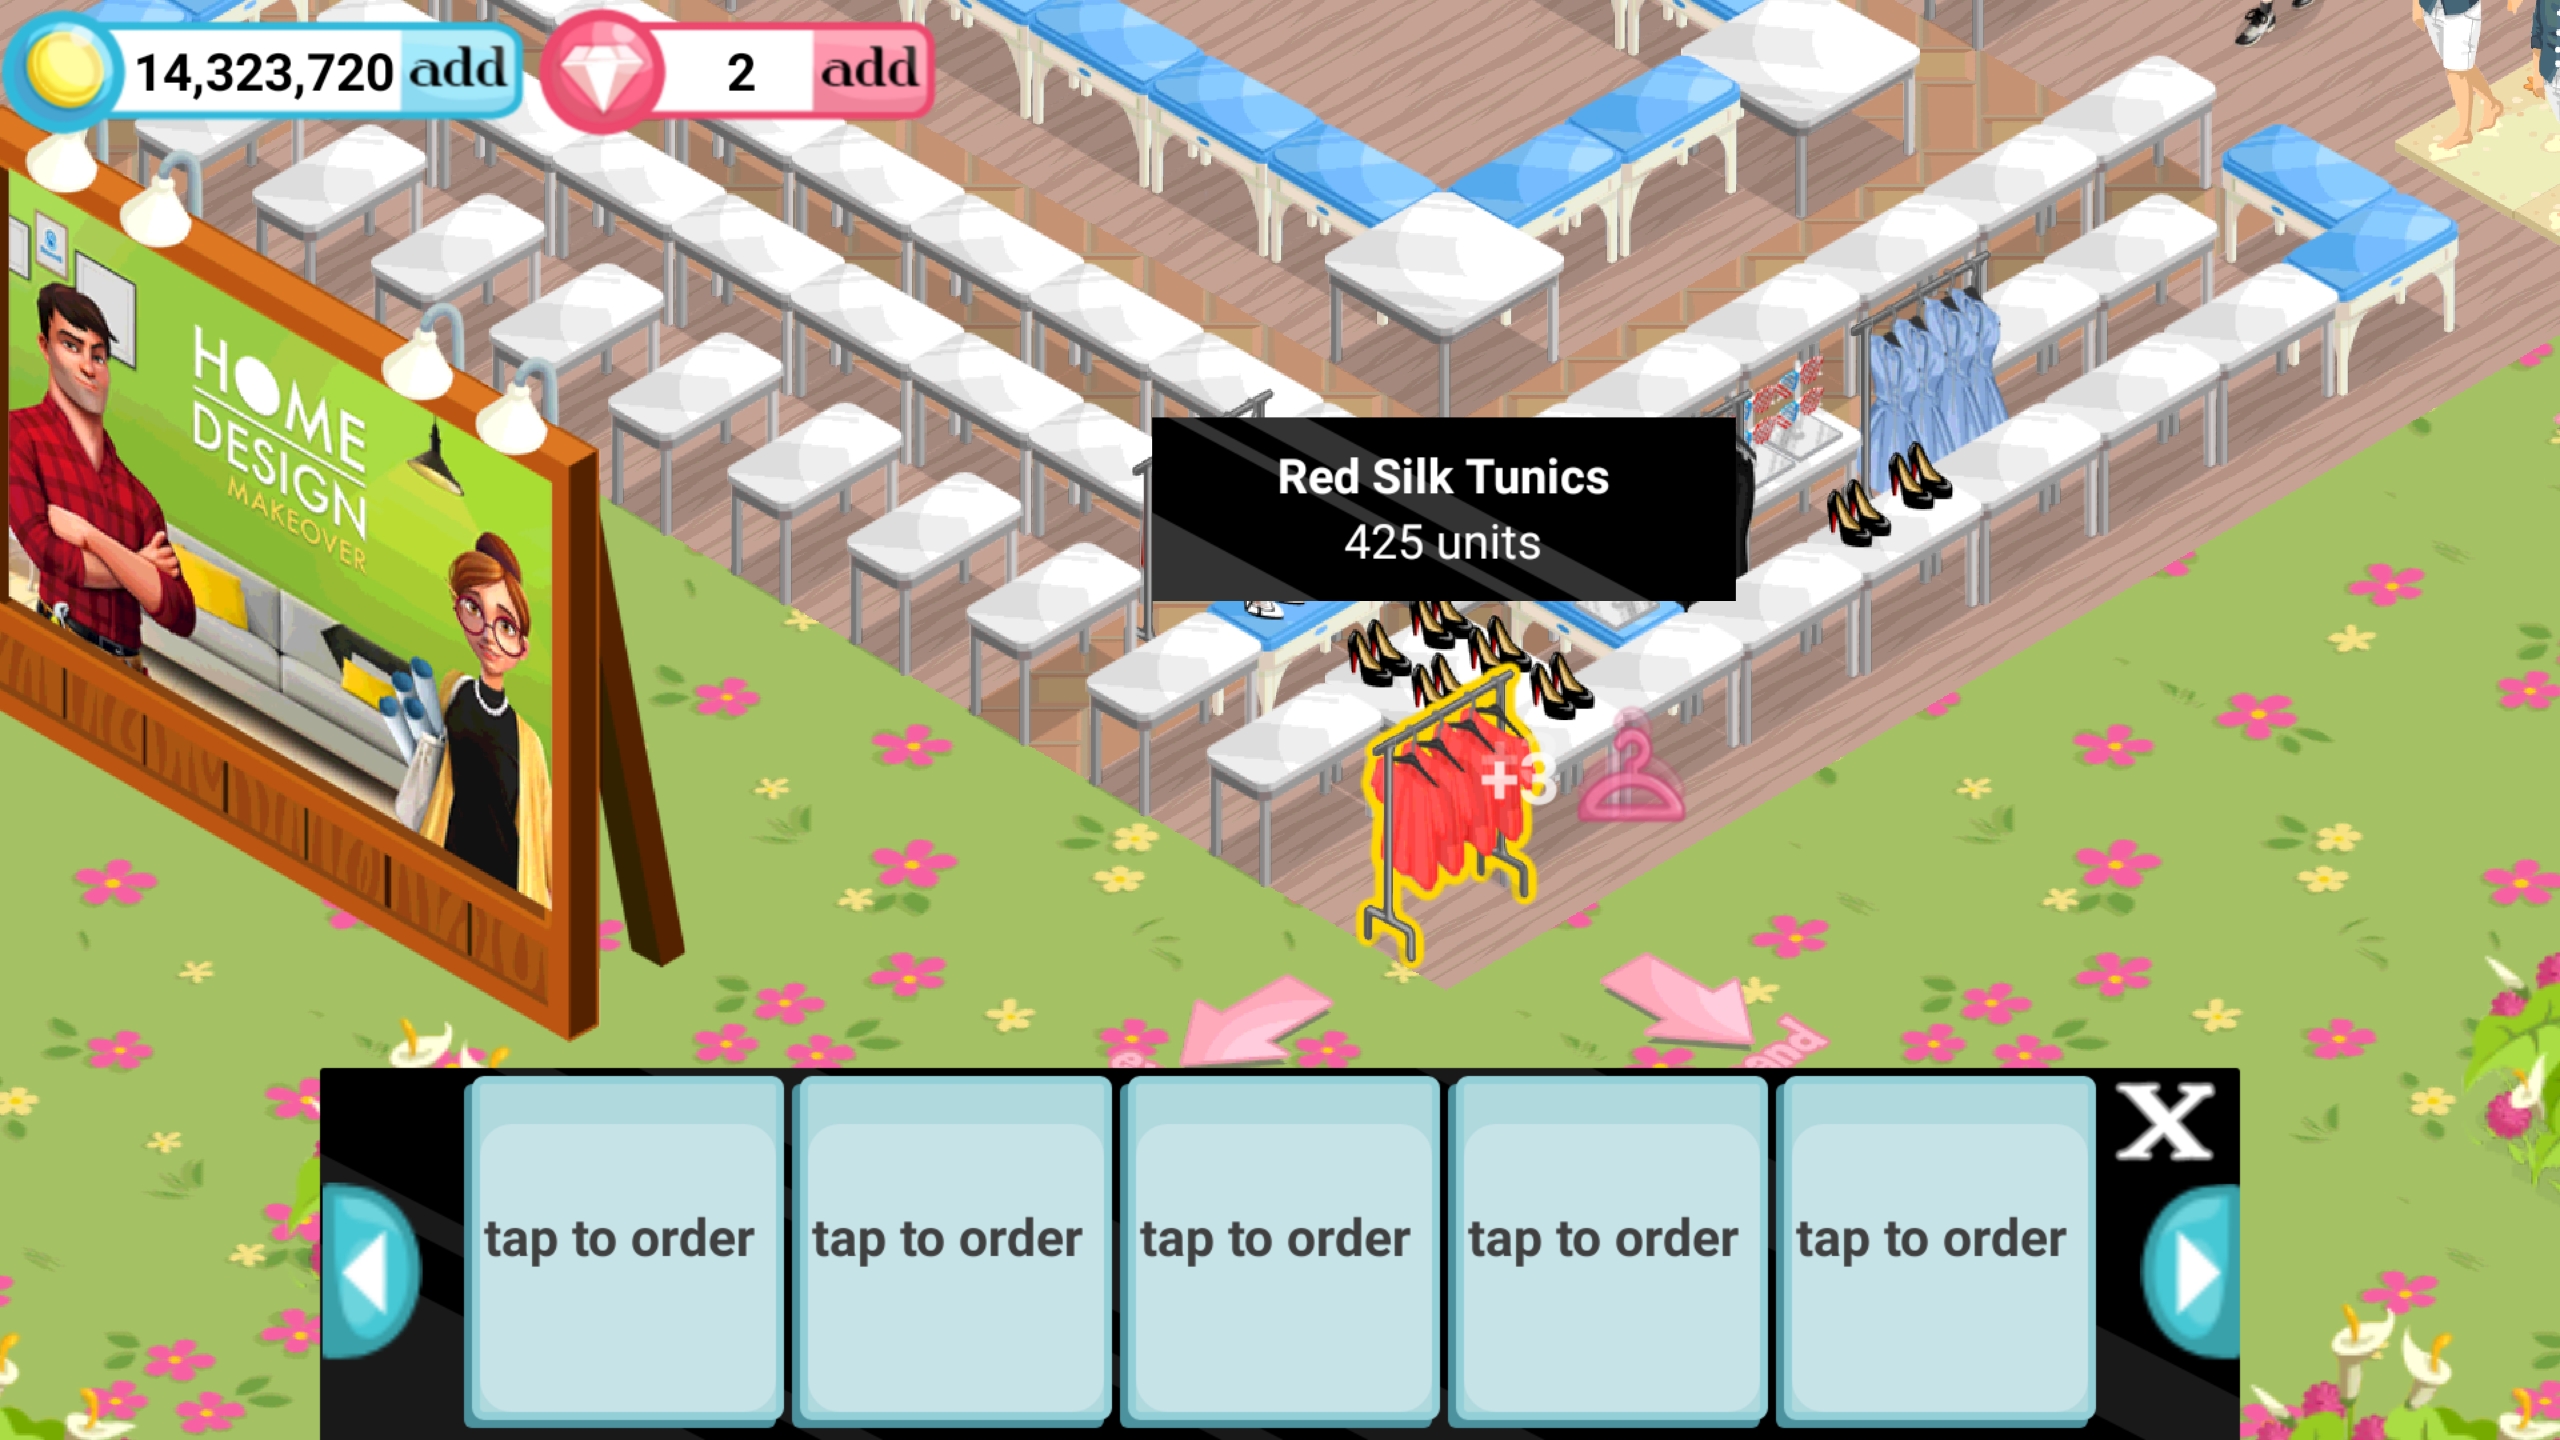 14,323,720 add
2 add
HOME
DESIGN
MAKEOVER
Red Silk Tunics
425 units
+3
tap to order
tap to order
tap to order
tap to order
tap to order
X